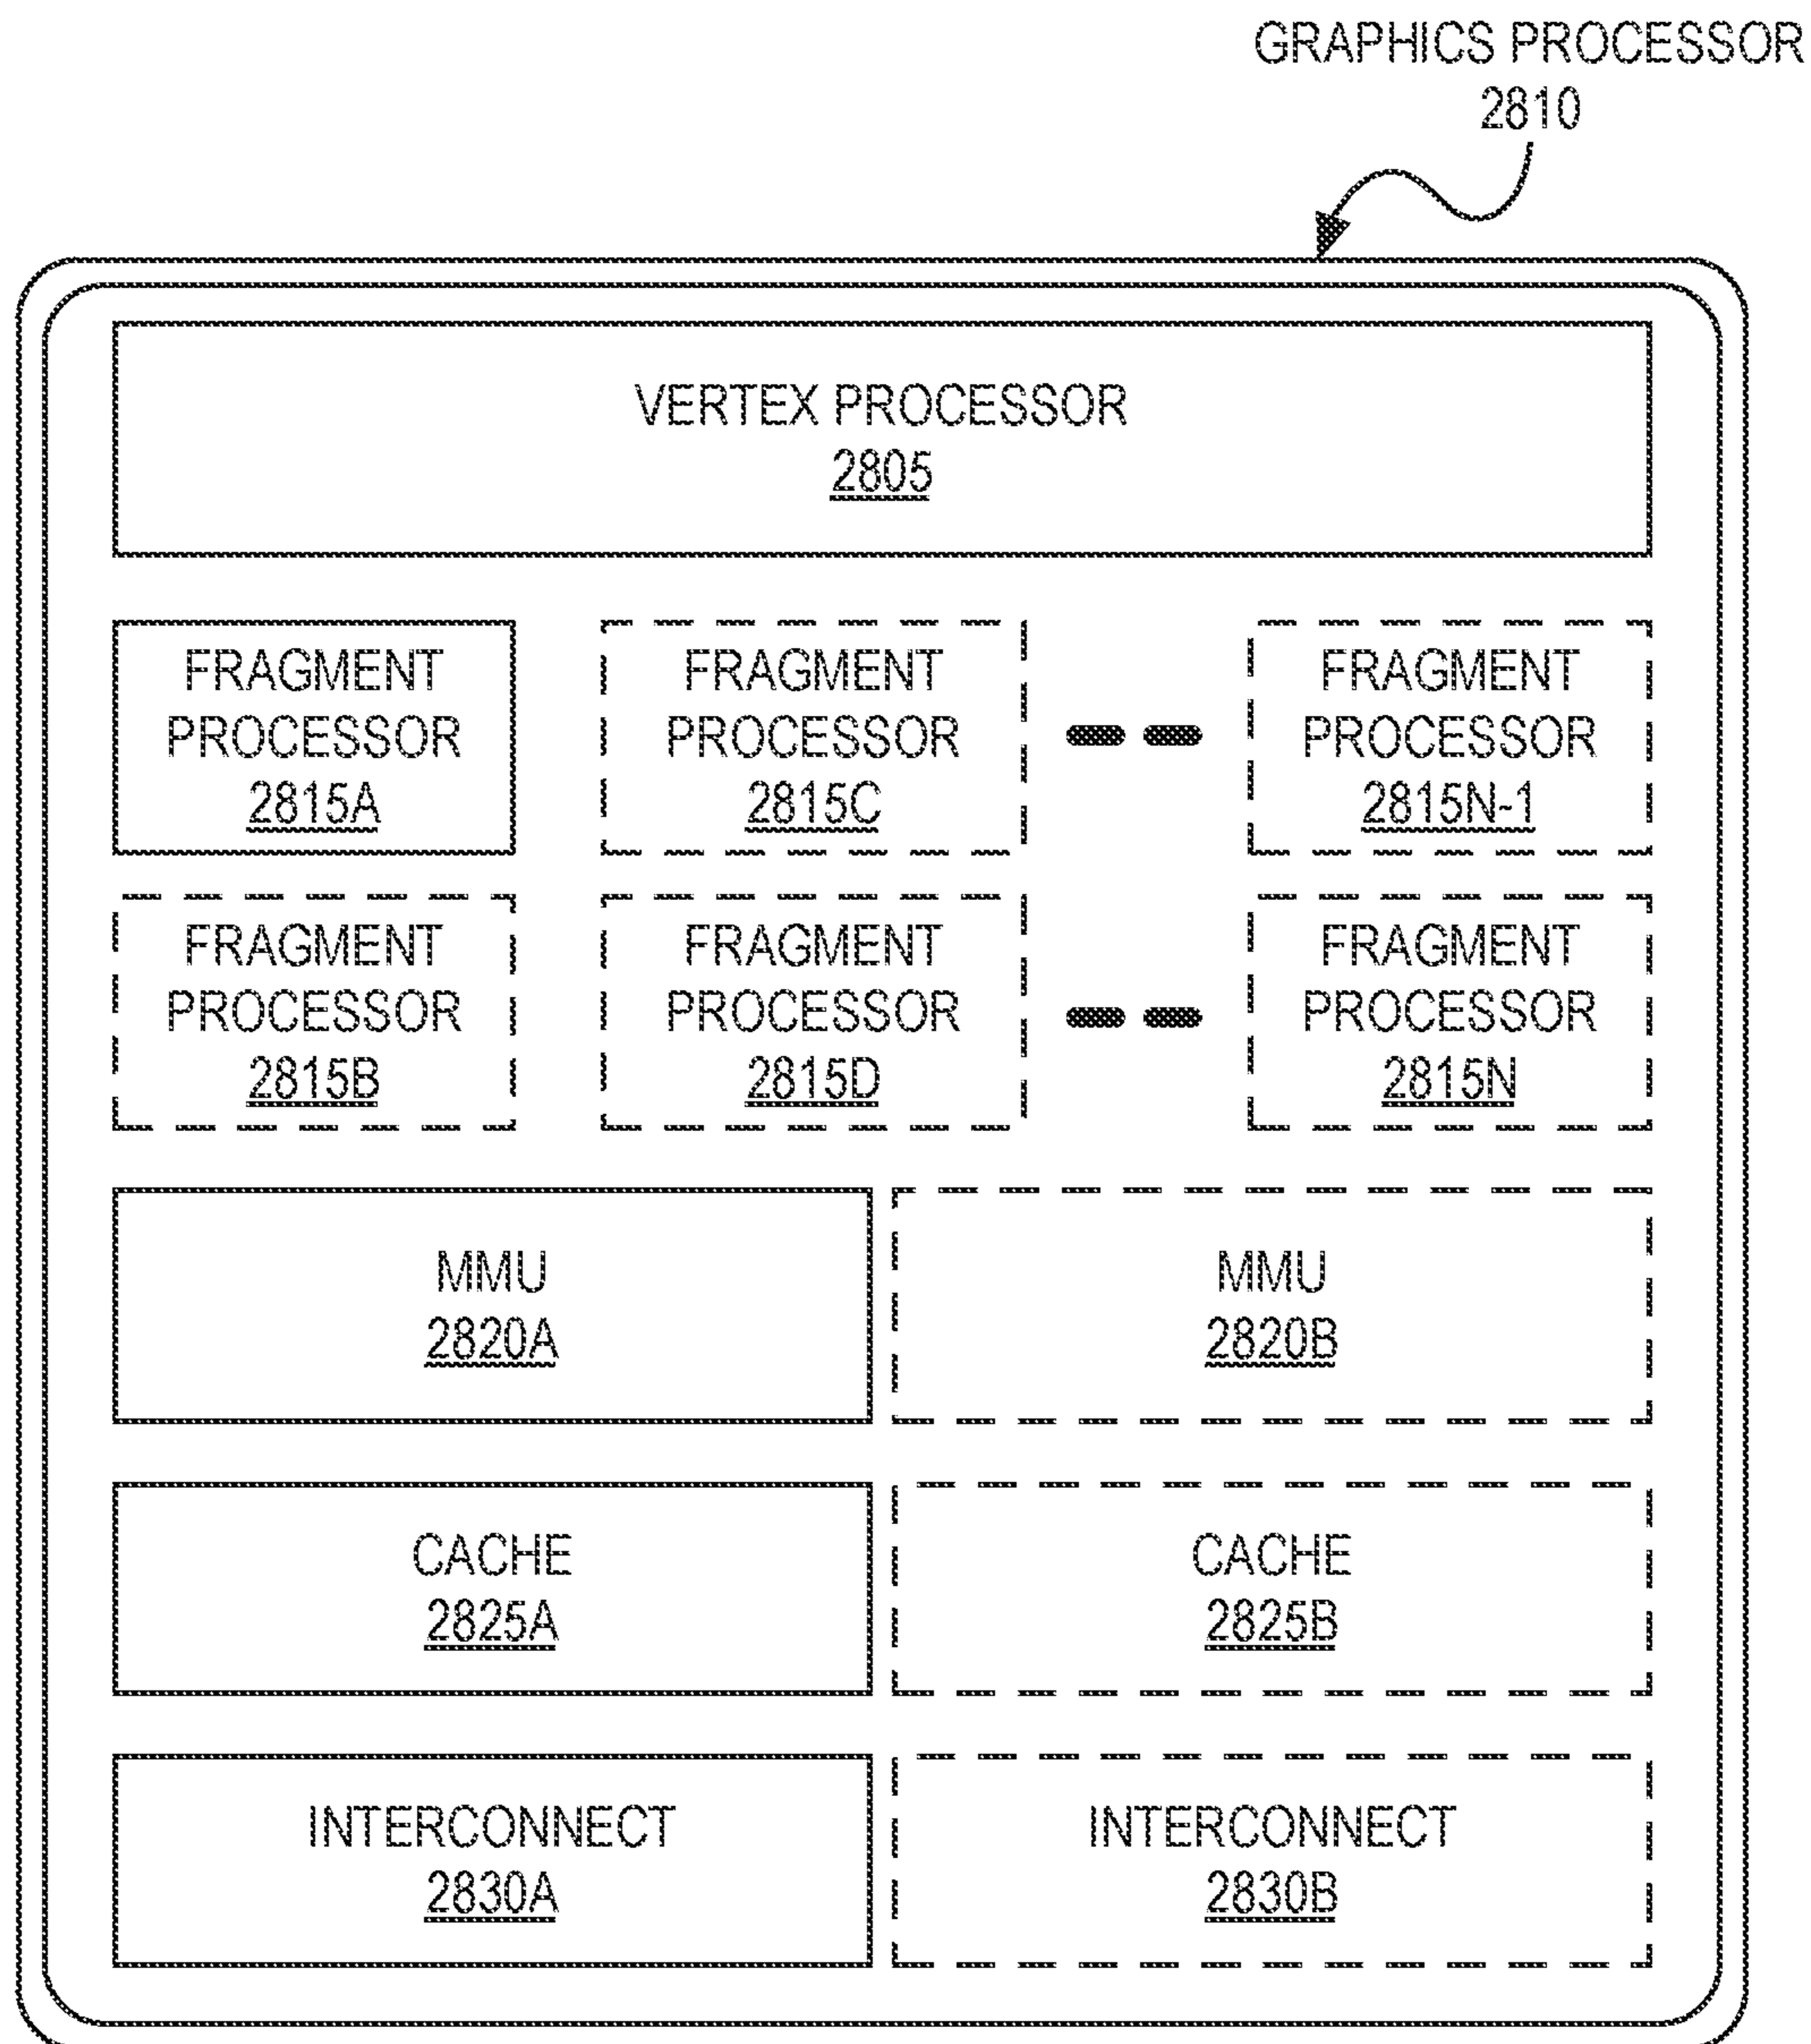 GRAPHICS PROCESSOR
2810
VERTEX PROCESSOR
2805
FRAGMENT
PROCESSOR
2815A
FRAGMENT
PROCESSOR
2815C
FRAGMENT
PROCESSOR
2815N-1
FRAGMENT
PROCESSOR
2815B
FRAGMENT
PROCESSOR
2815D
FRAGMENT
PROCESSOR
2815N
MMU
2820A
MMU
2820B
CACHE
2825A
CACHE
2825B
INTERCONNECT
2830A
INTERCONNECT
2830B